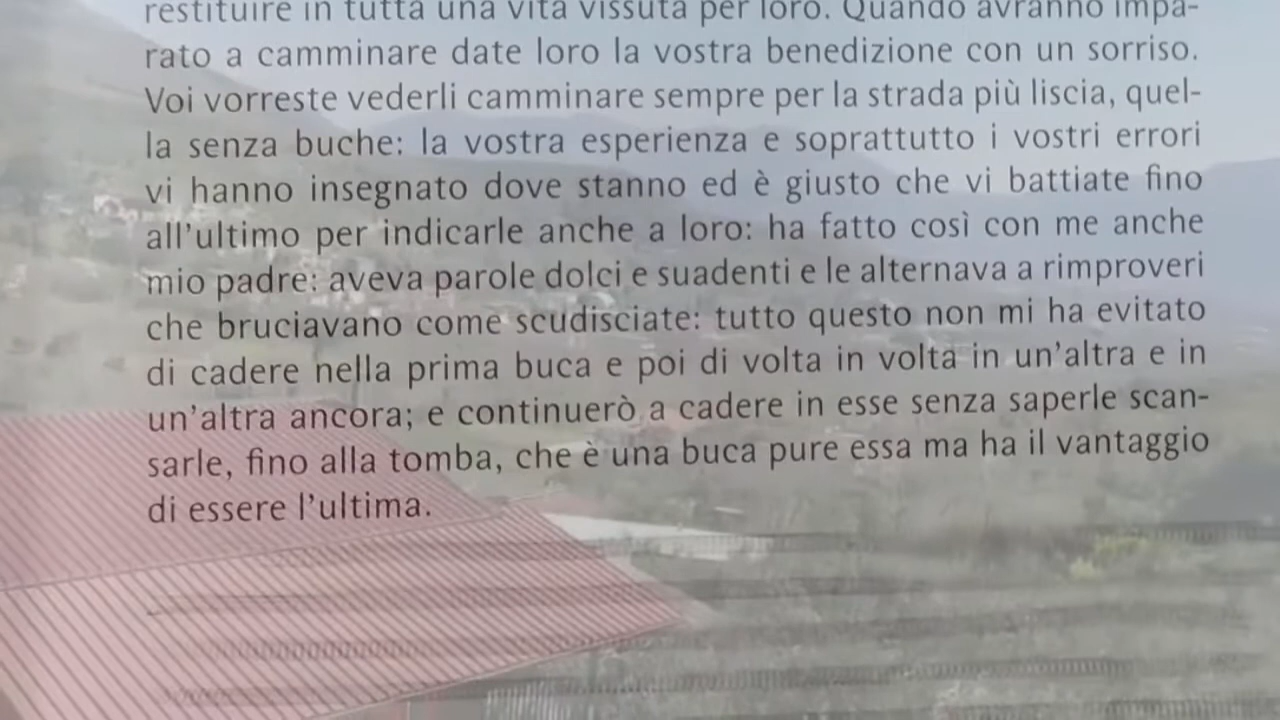 restituire in tutta una vita vissuta per loro. Quando avranno impa-
rato a camminare date loro la vostra benedizione con un sorriso.
Voi vorreste vederli camminare sempre per la strada più liscia, quel-
la senza buche: la vostra esperienza e soprattutto i vostri errori
vi hanno insegnato dove stanno ed è giusto che vi battiate fino
all'ultimo per indicarle anche a loro: ha fatto così con me anche
mio padre: aveva parole dolci e suadenti e le alternava a rimproveri
che bruciavano come scudisciate: tutto questo non mi ha evitato
di cadere nella prima buca e poi di volta in volta in un'altra e in
un'altra ancora; e continuerò a cadere in esse senza saperle scan-
sarle, fino alla tomba, che è una buca pure essa ma ha il vantaggio
di essere l'ultima.